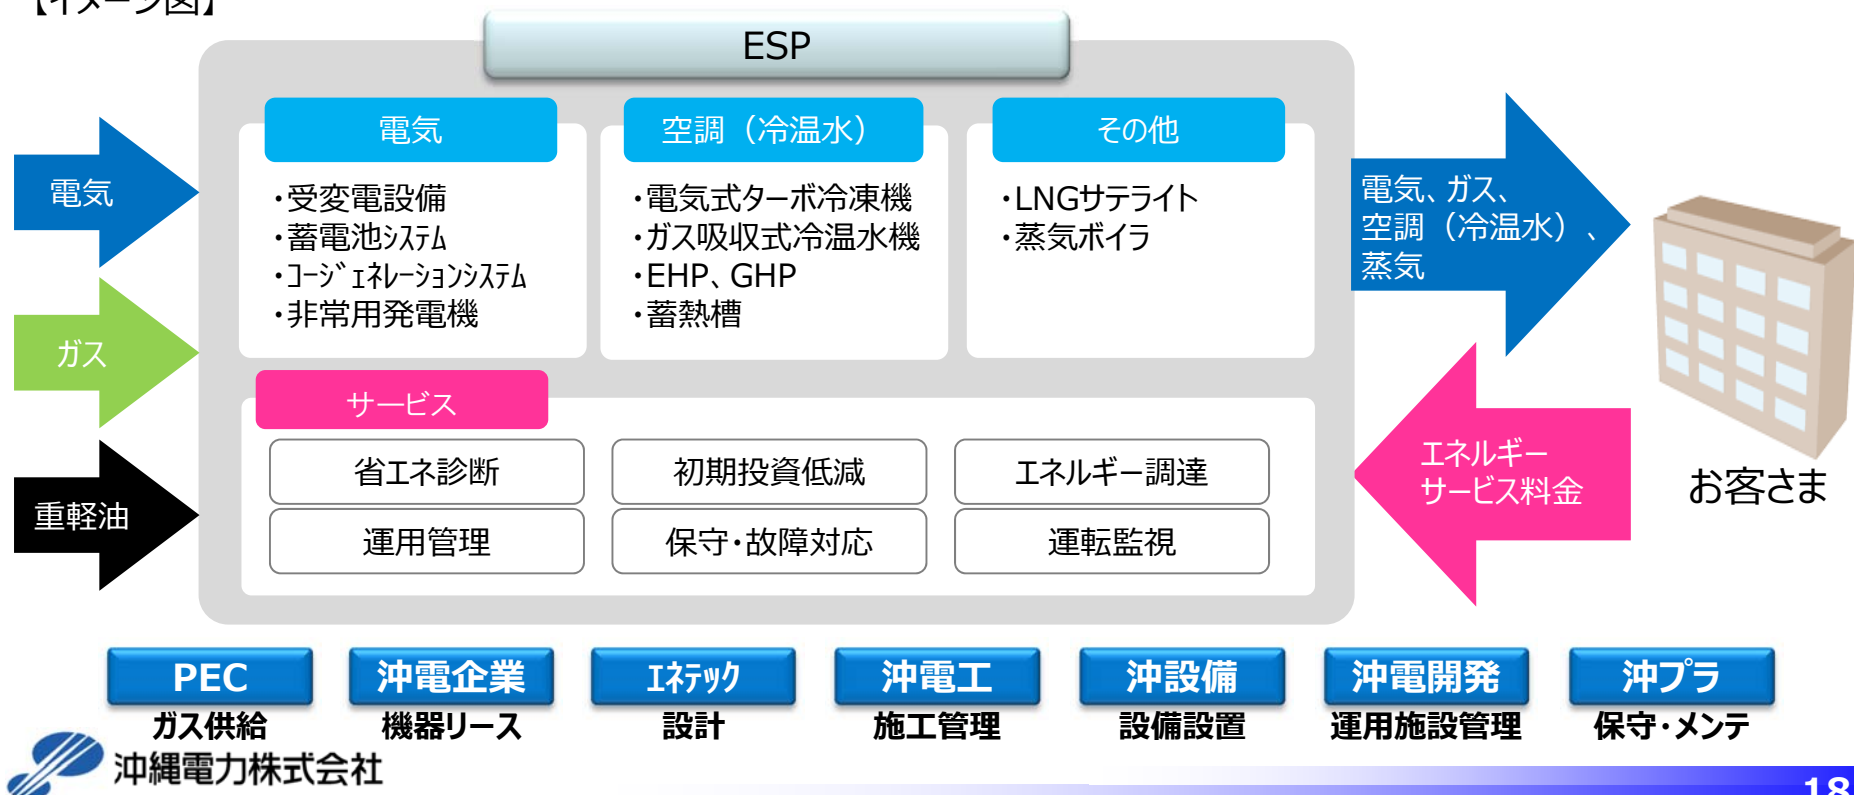 【イメージ図】
ESP
電気
ガス
重軽油
電気
・受変電設備
・蓄電池ｼｽﾃﾑ
・ｺｰｼﾞｪﾈﾚｰｼｮﾝｼｽﾃﾑ
・非常用発電機
空調（冷温水）
・電気式ターボ冷凍機
・ガス吸収式冷温水機
・EHP、GHP
・蓄熱槽
その他
・LNGサテライト
・蒸気ボイラ
サービス
省エネ診断
初期投資低減
エネルギー調達
運用管理
保守・故障対応
運転監視
電気、ガス、
空調（冷温水）、
蒸気
エネルギー
サービス料金
お客さま
PEC
ガス供給
沖電企業
機器リース
ｴﾈﾃｯｸ
設計
沖電工
施工管理
沖設備
設備設置
沖電開発
運用施設管理
沖プラ
保守・メンテ
沖縄電力株式会社
18